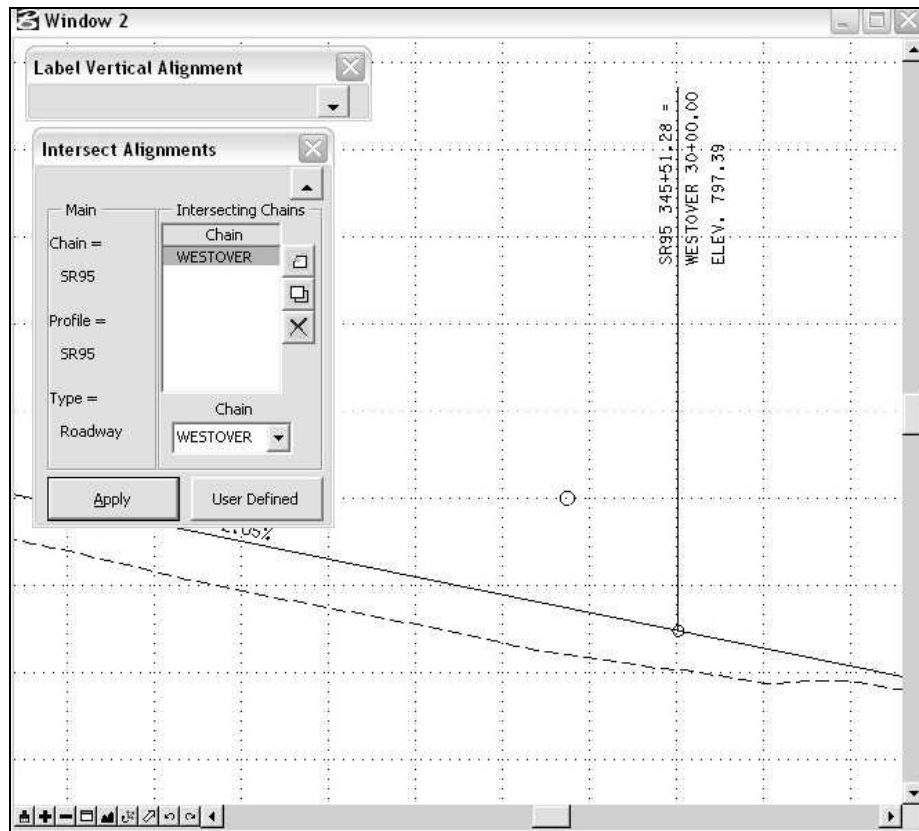 Window 2
Label Vertical Alignment
Intersect Alignments
Main
Intersecting Chains
Chain =
Chain
SR95
WESTOVER
Profile =
SR95
Type =
Chain
Roadway
WESTOVER
Apply
User Defined
SR95 345+51.28 =
WESTOVER 30+00.00
ELEV. 797.39